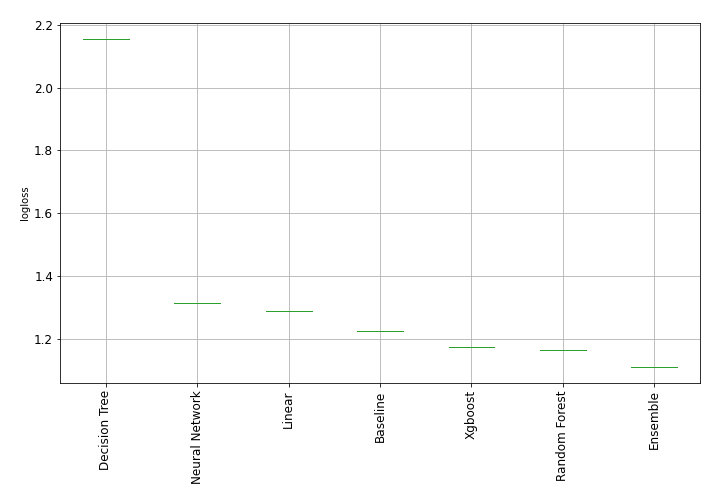 2.2
2.0
1.8
1.6
1.4
1.2
logloss
Decision Tree
Neural Network
Linear
Baseline
Xgboost
Random Forest
Ensemble